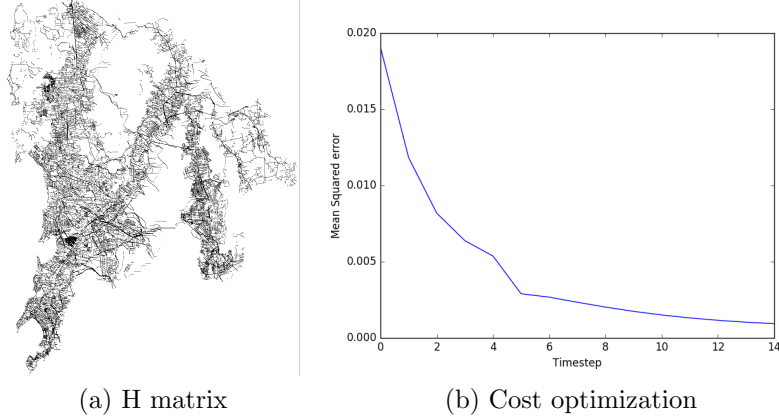 0.020
0.015
0.010
0.005
0.000
Mean Squared error
0 2 4 6 8 10 12 14
Timestep
(a) H matrix
(b) Cost optimization